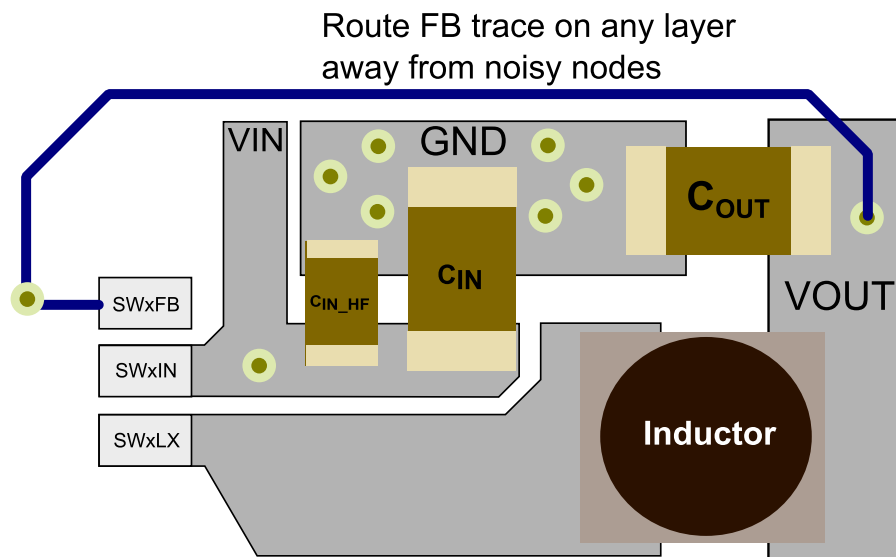 Route FB trace on any layer
away from noisy nodes
VIN
GND
COUT
CIN
CIN_HF
VOUT
SWxFB
SWxIN
SWxLX
Inductor